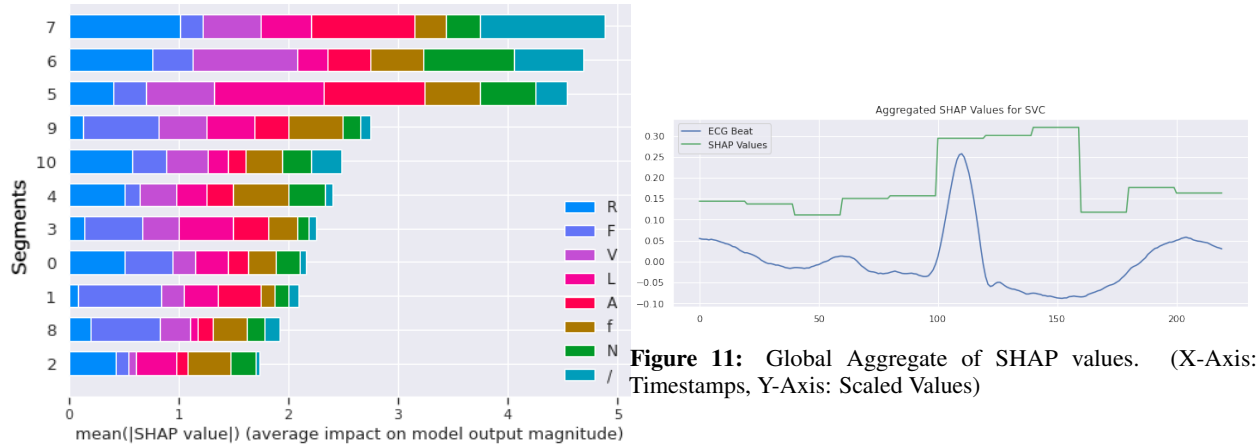 7
6
5
9
10
4
3
0
1
8
2
Segments
R
F
V
L
A
f
N
/
0 1 2 3 4 5
mean(|SHAP value|) (average impact on model output magnitude)
Aggregated SHAP Values for SVC
ECG Beat
SHAP Values
0.30
0.25
0.20
0.15
0.10
0.05
0.00
−0.05
−0.10
0 50 100 150 200
Figure 11: Global Aggregate of SHAP values. (X-Axis:
Timestamps, Y-Axis: Scaled Values)